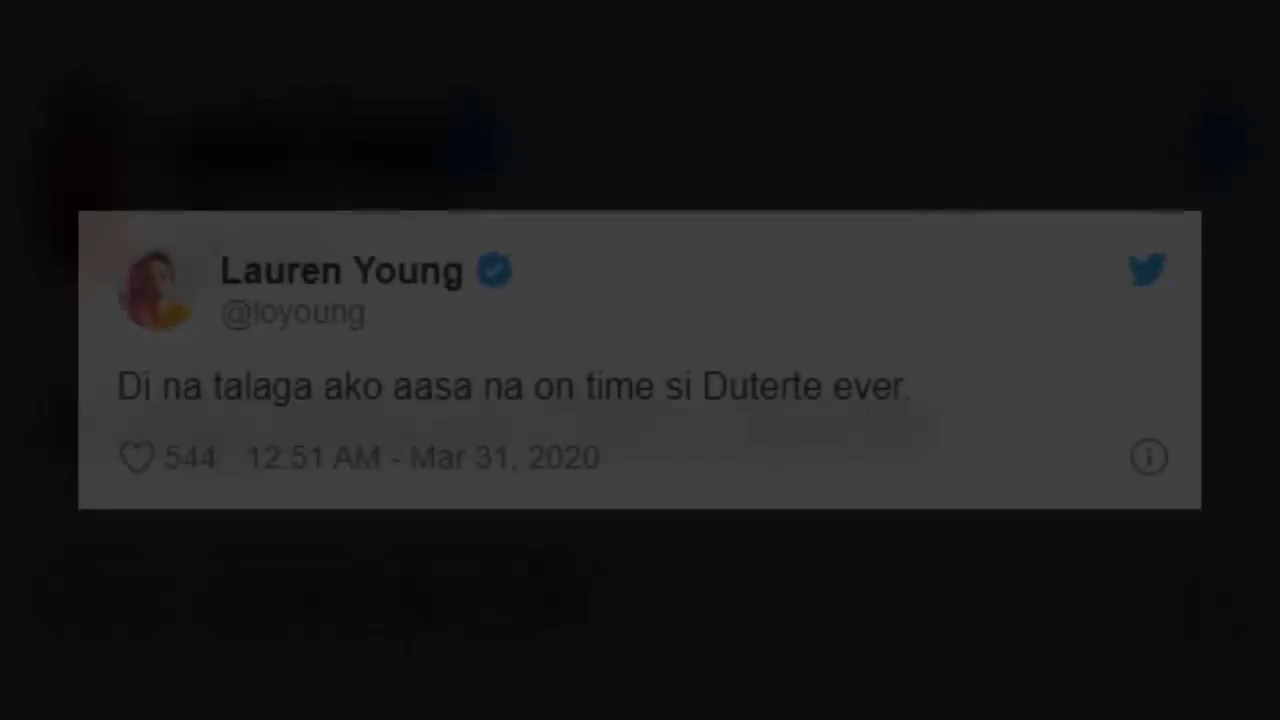 Lauren Young
@loyoung
Di na talaga ako aasa na on time si Duterte ever.
544 12:51 AM - Mar 31, 2020